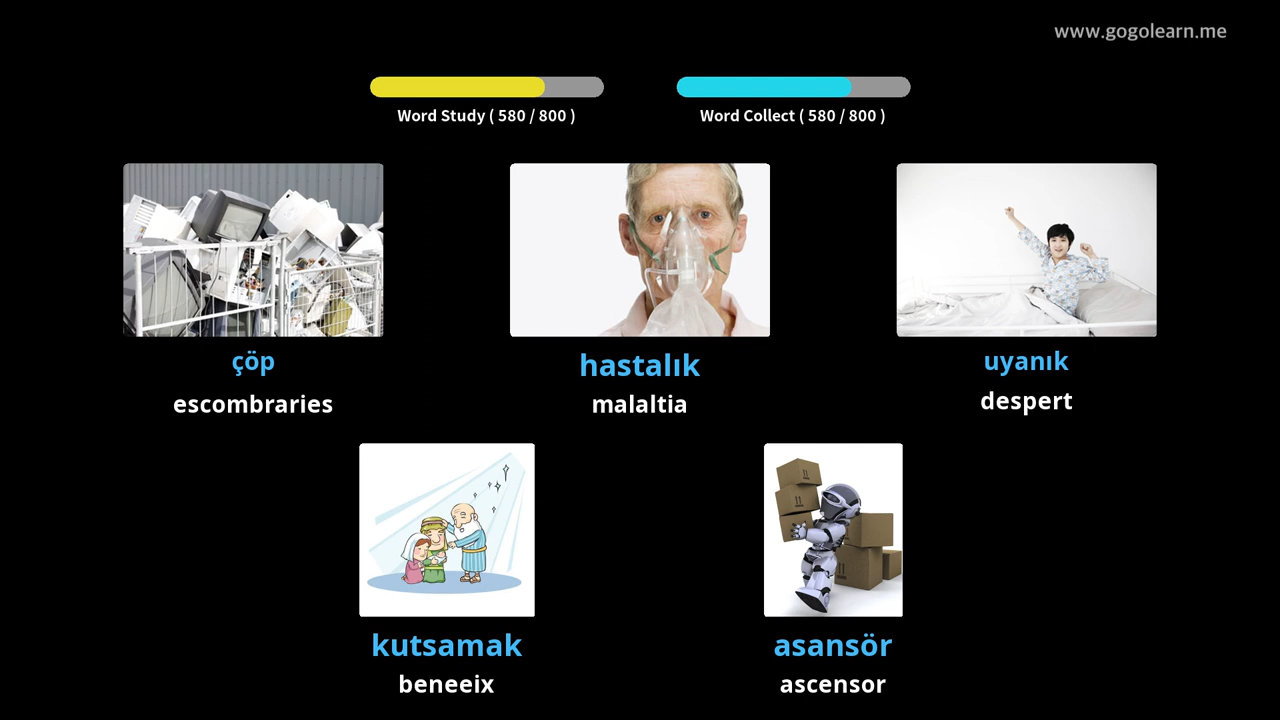 www.gogolearn.me
Word Study ( 580 / 800 )
Word Collect ( 580 / 800 )
çöp
escombraries
hastalık
malaltia
uyanık
despert
kutsamak
beneeix
asansör
ascensor